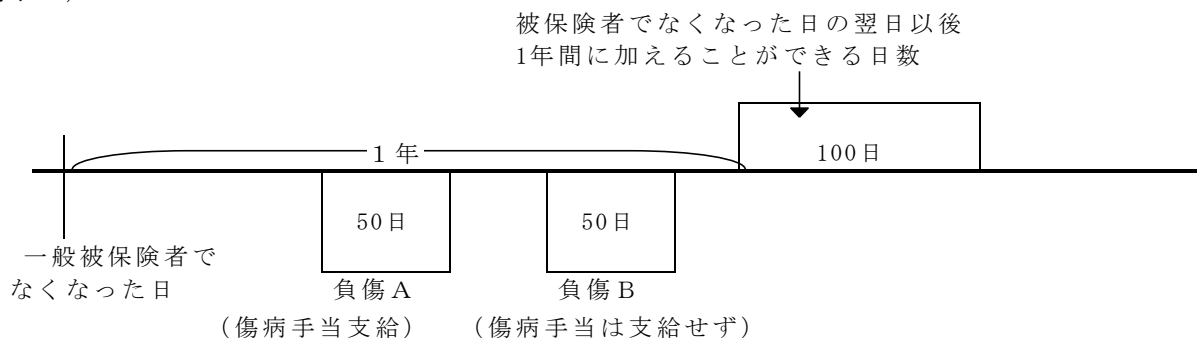 被保険者でなくなった日の翌日以後
1年間に加えることができる日数
1年
100日
50日
50日
一般被保険者で
なくなった日
負傷A
負傷B
（傷病手当支給）
（傷病手当は支給せず）